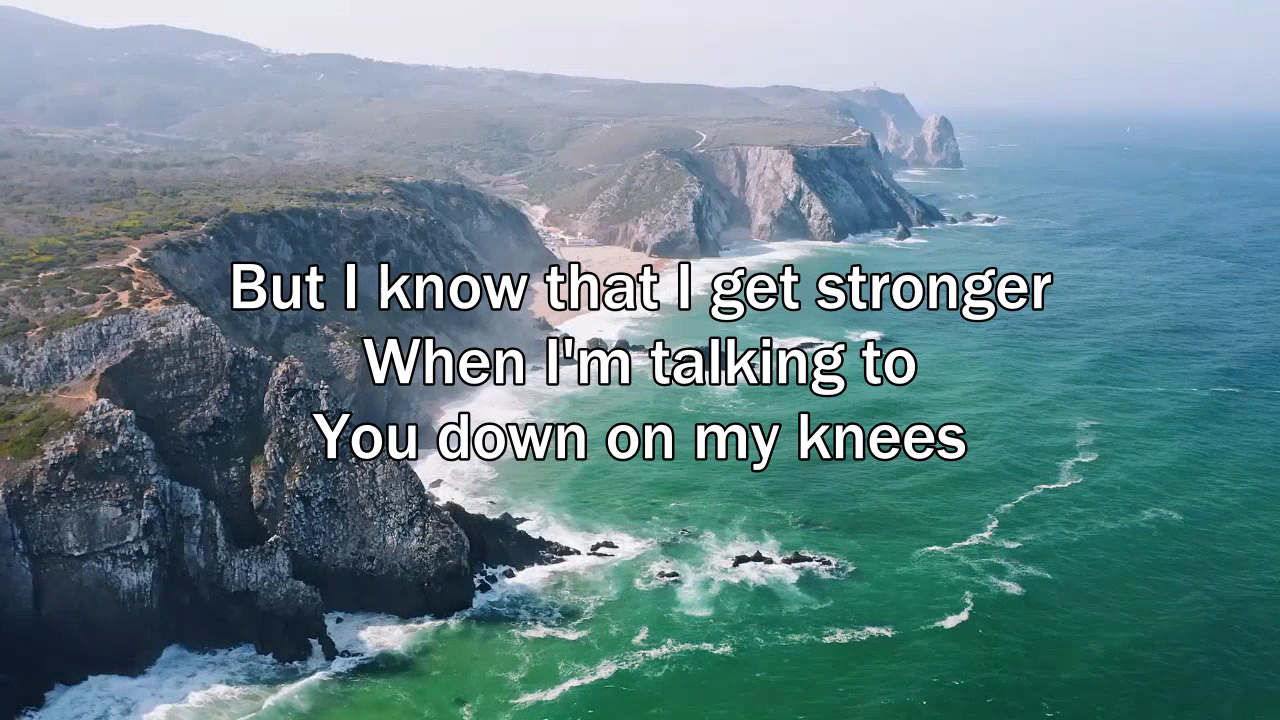 But I know that I get stronger
When I'm talking to
You down on my knees